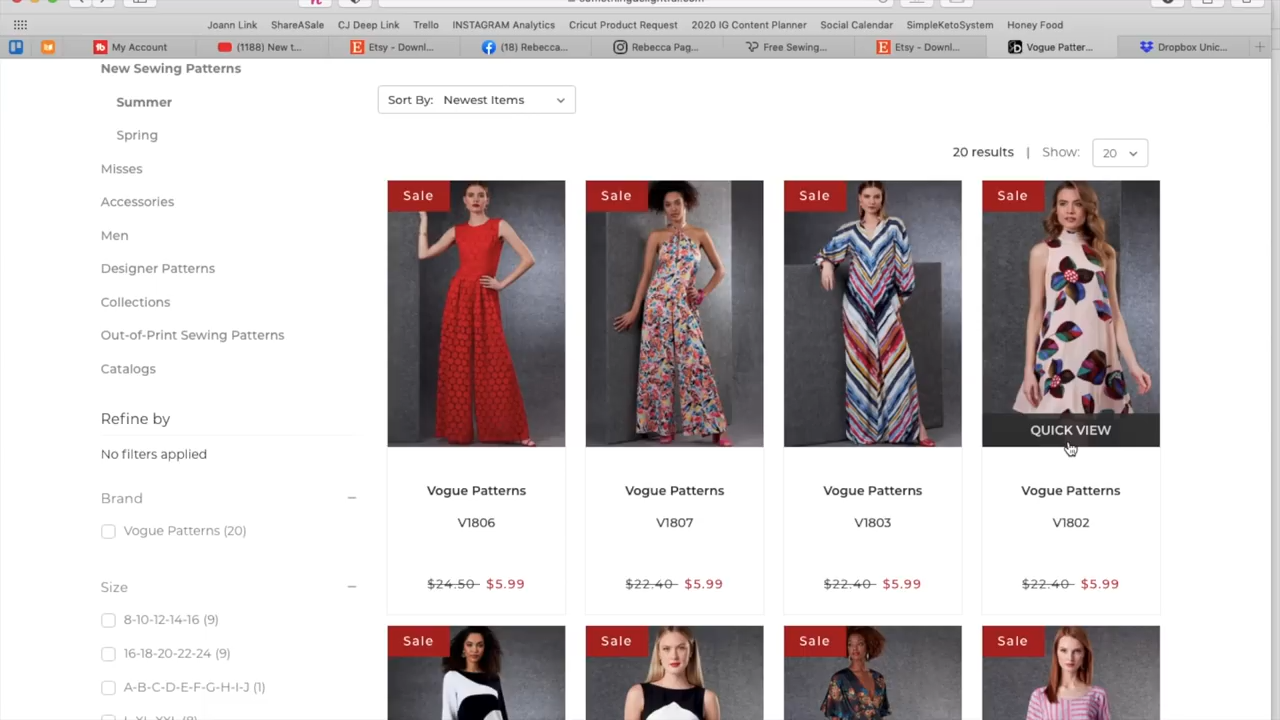 Joann Link ShareASale CJ Deep Link Trello INSTAGRAM Analytics Cricut Product Request 2020 IG Content Planner Social Calendar SimpleKetoSystem Honey Food
My Account (1188) New t... Etsy - Downl... (18) Rebecca... Rebecca Pag... Free Sewing... Etsy - Downl... Vogue Patter... Dropbox Unic...
New Sewing Patterns
Summer
Spring
Misses
Accessories
Men
Designer Patterns
Collections
Out-of-Print Sewing Patterns
Catalogs
Refine by
No filters applied
Brand
Vogue Patterns (20)
Size
8-10-12-14-16 (9)
16-18-20-22-24 (9)
A-B-C-D-E-F-G-H-I-J (1)
Sort By: Newest Items
20 results | Show: 20
Sale Sale Sale Sale
QUICK VIEW
Vogue Patterns Vogue Patterns Vogue Patterns Vogue Patterns
V1806 V1807 V1803 V1802
$24.50 $5.99 $22.40 $5.99 $22.40 $5.99 $22.40 $5.99
Sale Sale Sale Sale